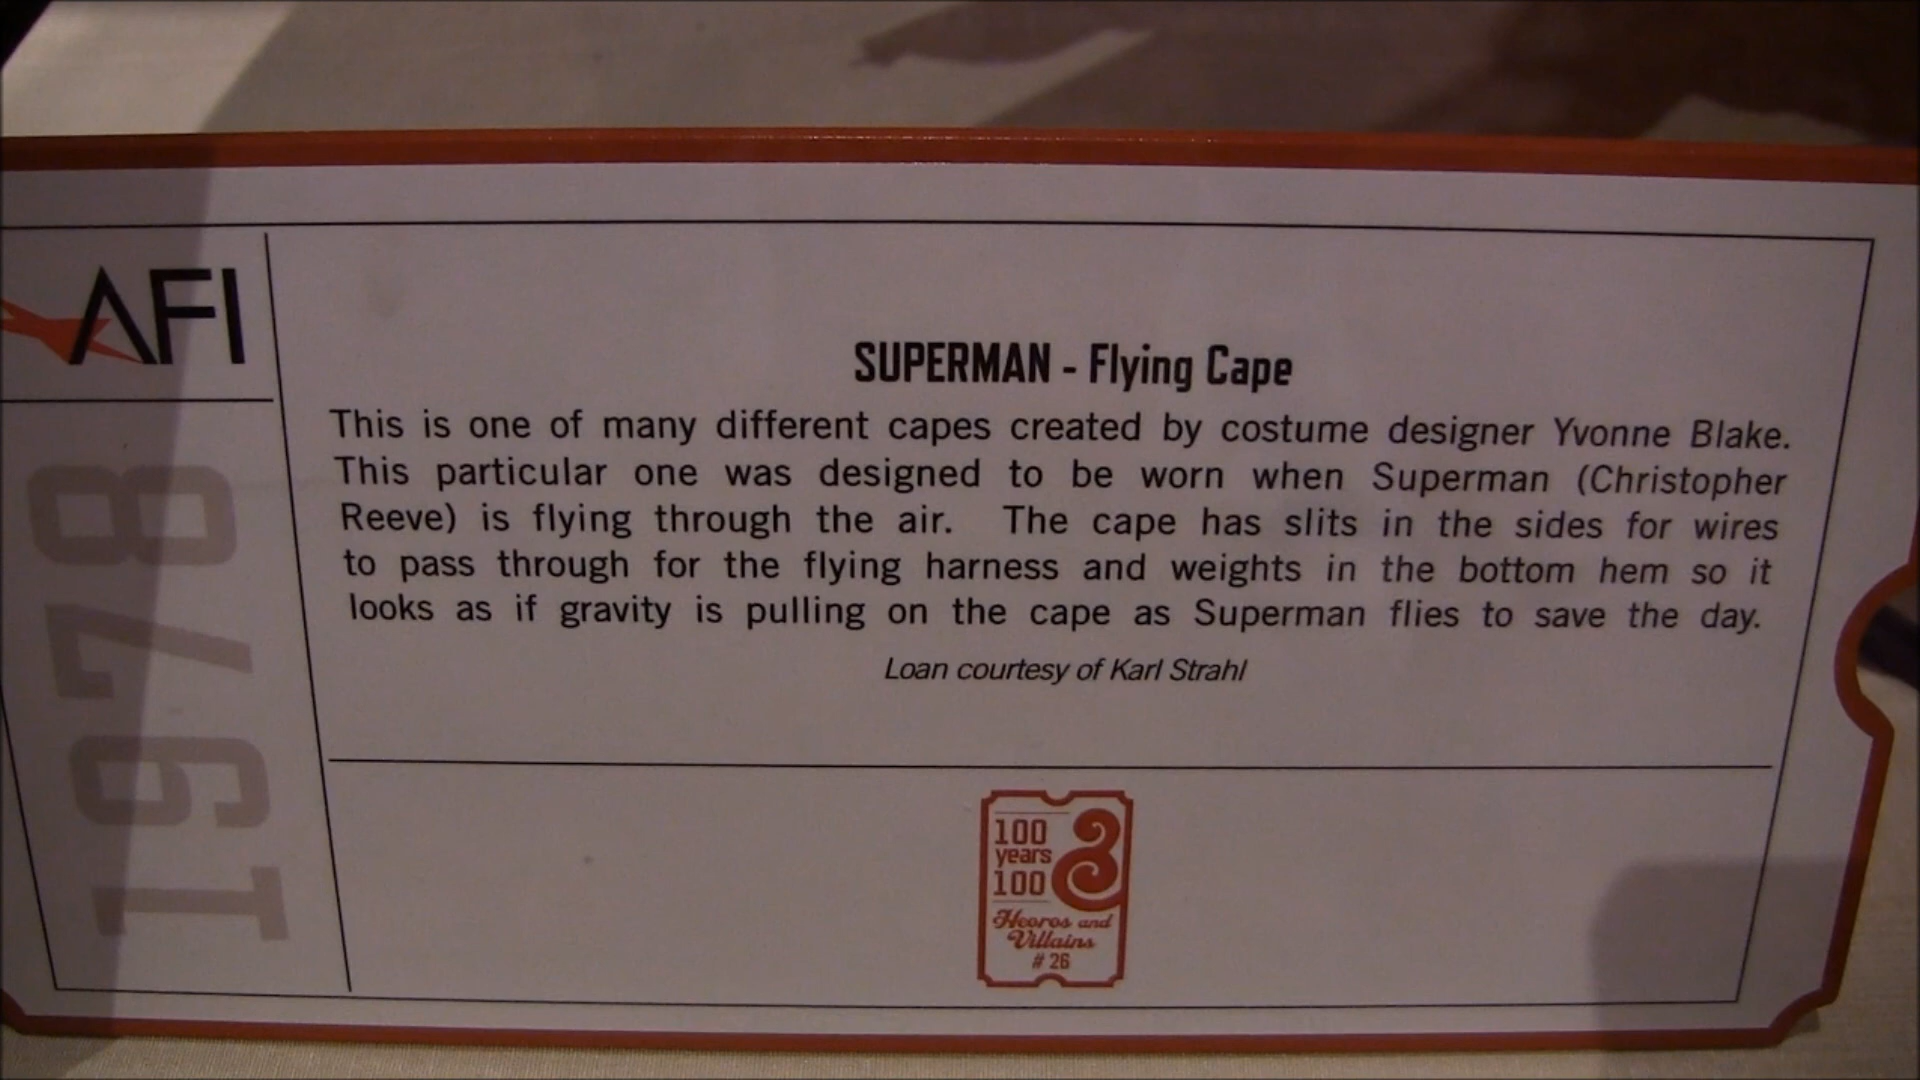 AFI
1978
SUPERMAN - Flying Cape
This is one of many different capes created by costume designer Yvonne Blake.
This particular one was designed to be worn when Superman (Christopher
Reeve) is flying through the air. The cape has slits in the sides for wires
to pass through for the flying harness and weights in the bottom hem so it
looks as if gravity is pulling on the cape as Superman flies to save the day.
Loan courtesy of Karl Strahl
100
years
100
Heoros and
Villains
# 26